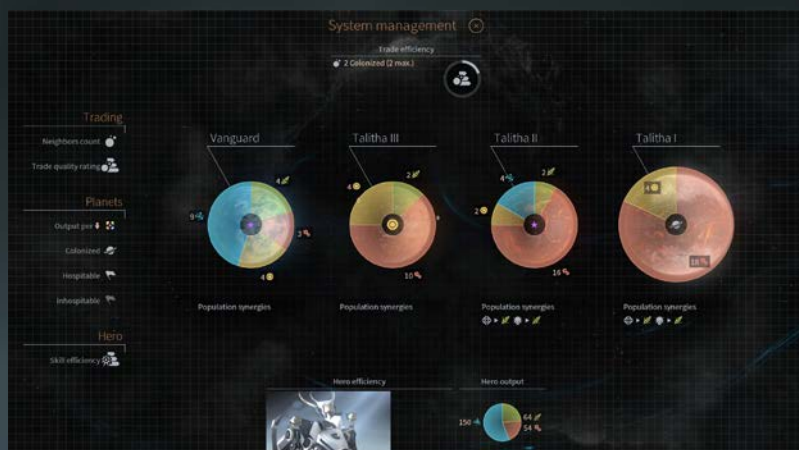 System management
Trade efficiency
2 Colonized (2 max.)
Trading
Neighbors count
Trade quality rating
Planets
Output per
Colonized
Hospitable
Inhospitable
Hero
Skill efficiency
Vanguard
4
9
3
4
Population synergies
Talitha III
2
4
10
Population synergies
Talitha II
2
4
2
16
Population synergies
Talitha I
4
18
Population synergies
Hero efficiency
Hero output
150
64
54